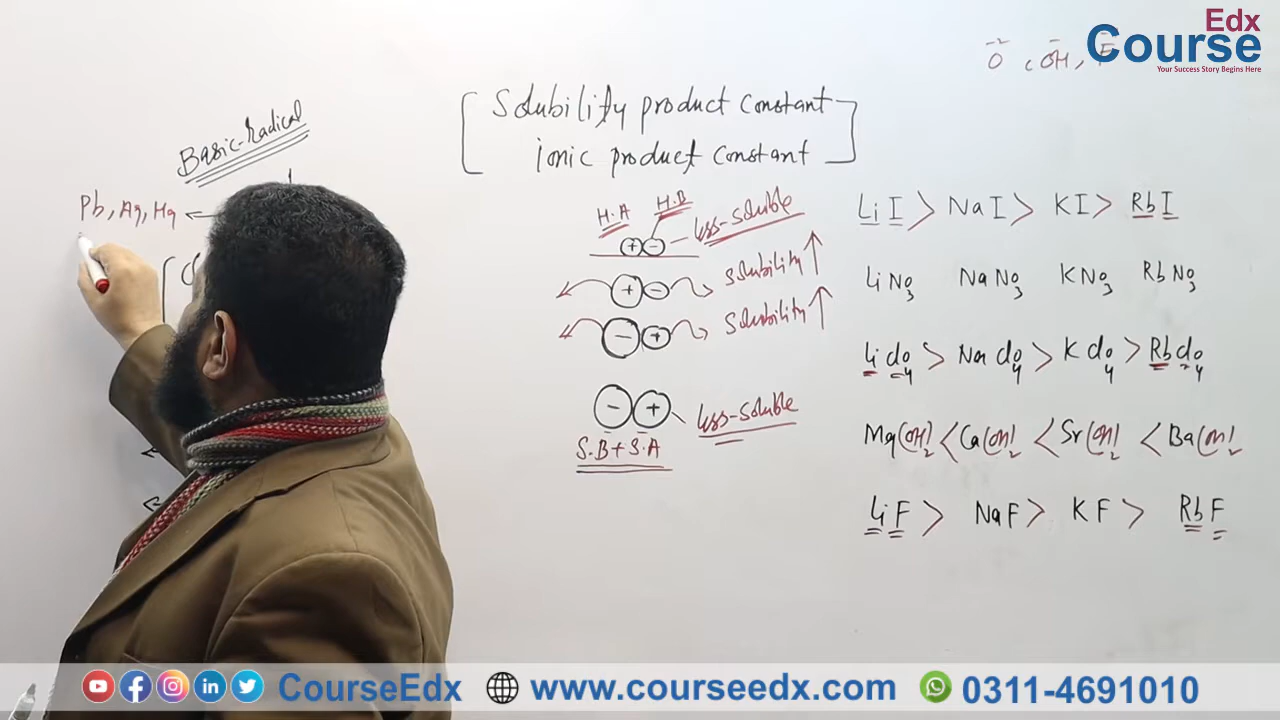 Edx
Course
Your Success Story Begins Here
O⁻², OH⁻,
Solubility product constant
ionic product constant
Basic-radical
Pb, Ag, Hg
H.A H.B
less-soluble
solubility ↑
solubility ↑
less-soluble
S.B + S.A
LiI > NaI > KI > RbI
LiNO₃ NaNO₃ KNO₃ RbNO₃
LiClO₄ > NaClO₄ > KClO₄ > RbClO₄
Mg(OH)₂ < Ca(OH)₂ < Sr(OH)₂ < Ba(OH)₂
LiF > NaF > KF > RbF
CourseEdx www.courseedx.com 0311-4691010